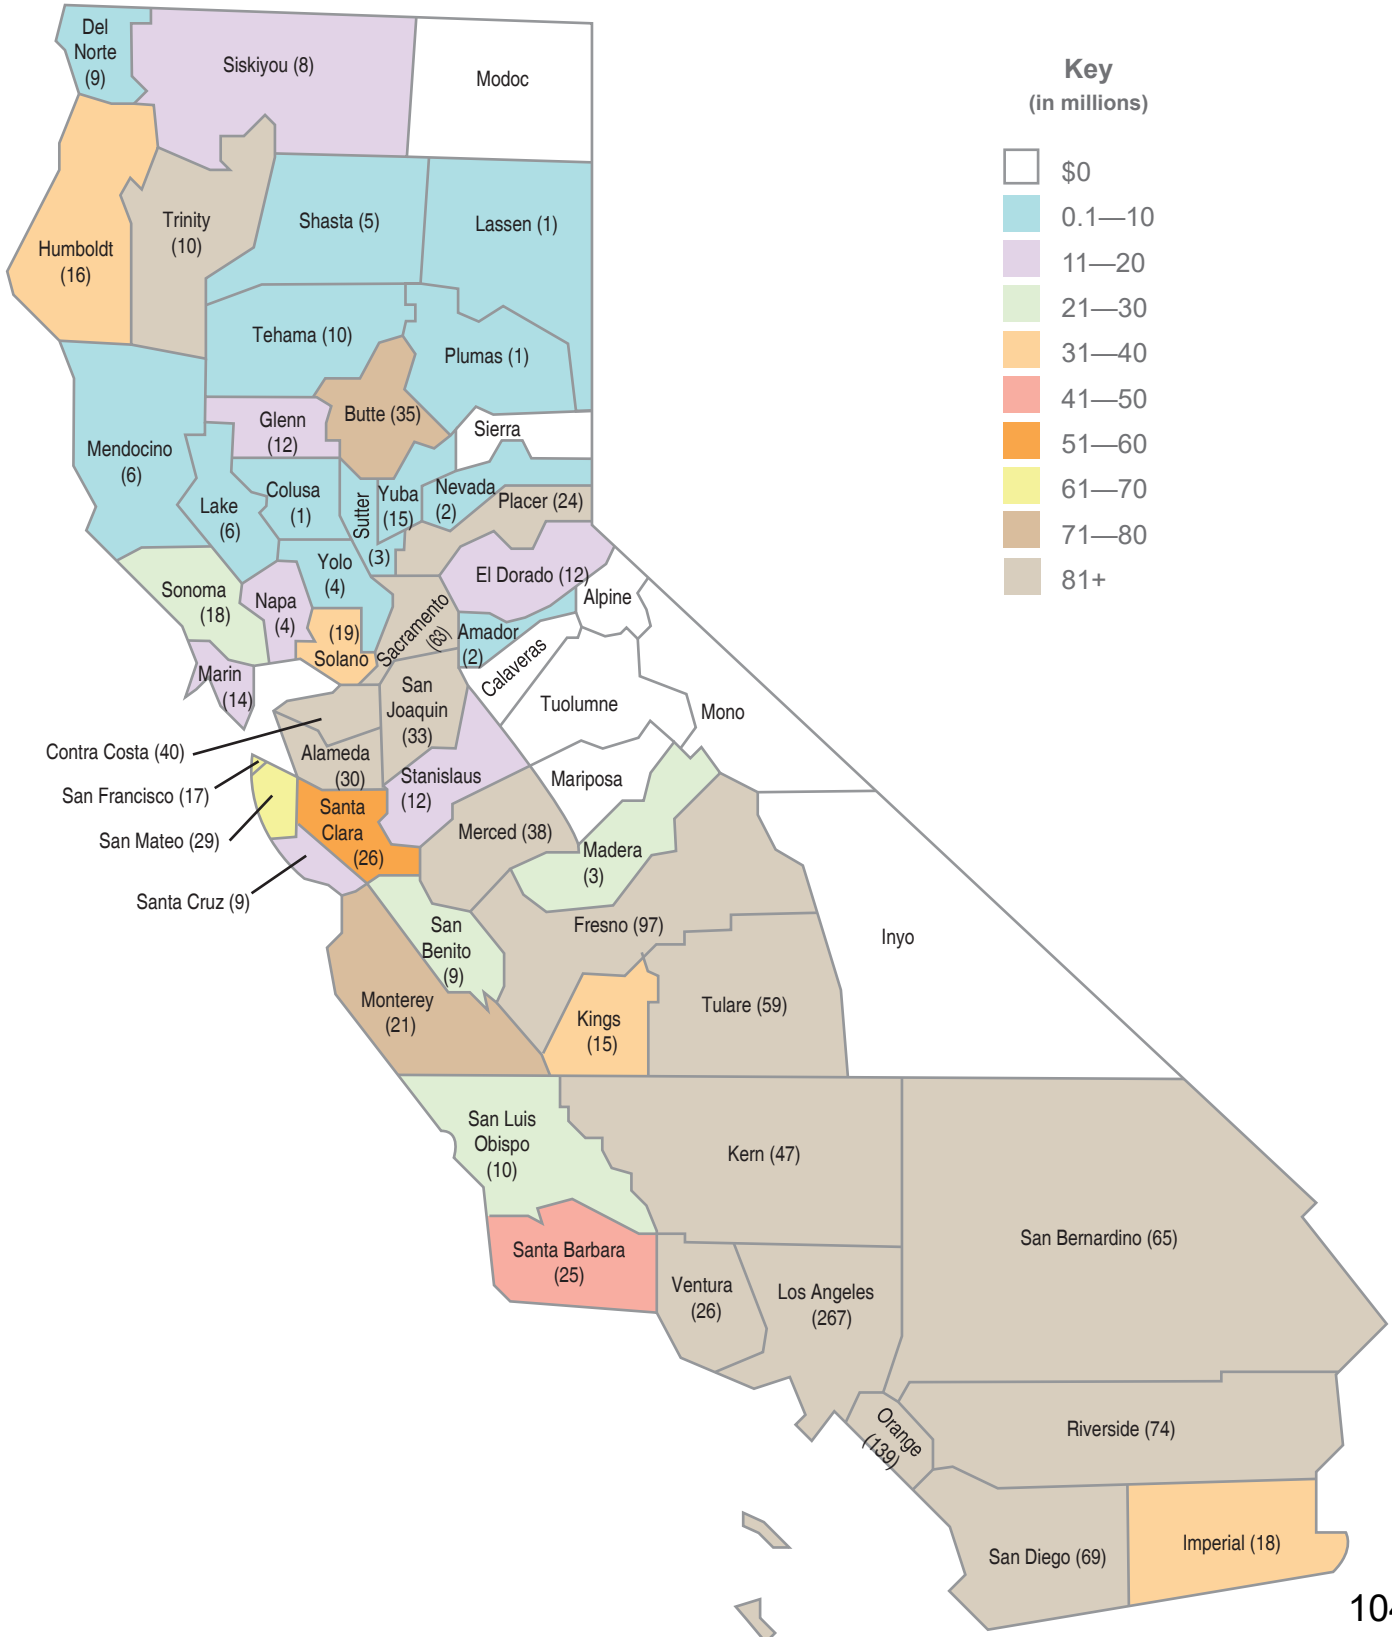 Key
(in millions)
$0
0.1—10
11—20
21—30
31—40
41—50
51—60
61—70
71—80
81+
Del
Norte
(9)
Siskiyou (8)
Modoc
Humboldt
(16)
Trinity
(10)
Shasta (5)
Lassen (1)
Tehama (10)
Plumas (1)
Mendocino
(6)
Glenn
(12)
Butte (35)
Sierra
Lake
(6)
Colusa
(1)
Sutter
(3)
Yuba
(15)
Nevada
(2)
Placer (24)
Sonoma
(18)
Napa
(4)
Yolo
(4)
El Dorado (12)
Alpine
(19)
Solano
Sacramento
(63)
Amador
(2)
Calaveras
Marin
(14)
San
Joaquin
(33)
Tuolumne
Mono
Contra Costa (40)
Alameda
(30)
Stanislaus
(12)
Mariposa
San Francisco (17)
San Mateo (29)
Santa
Clara
(26)
Merced (38)
Madera
(3)
Santa Cruz (9)
San
Benito
(9)
Fresno (97)
Inyo
Monterey
(21)
Kings
(15)
Tulare (59)
San Luis
Obispo
(10)
Kern (47)
San Bernardino (65)
Santa Barbara
(25)
Ventura
(26)
Los Angeles
(267)
Orange
(139)
Riverside (74)
San Diego (69)
Imperial (18)
104